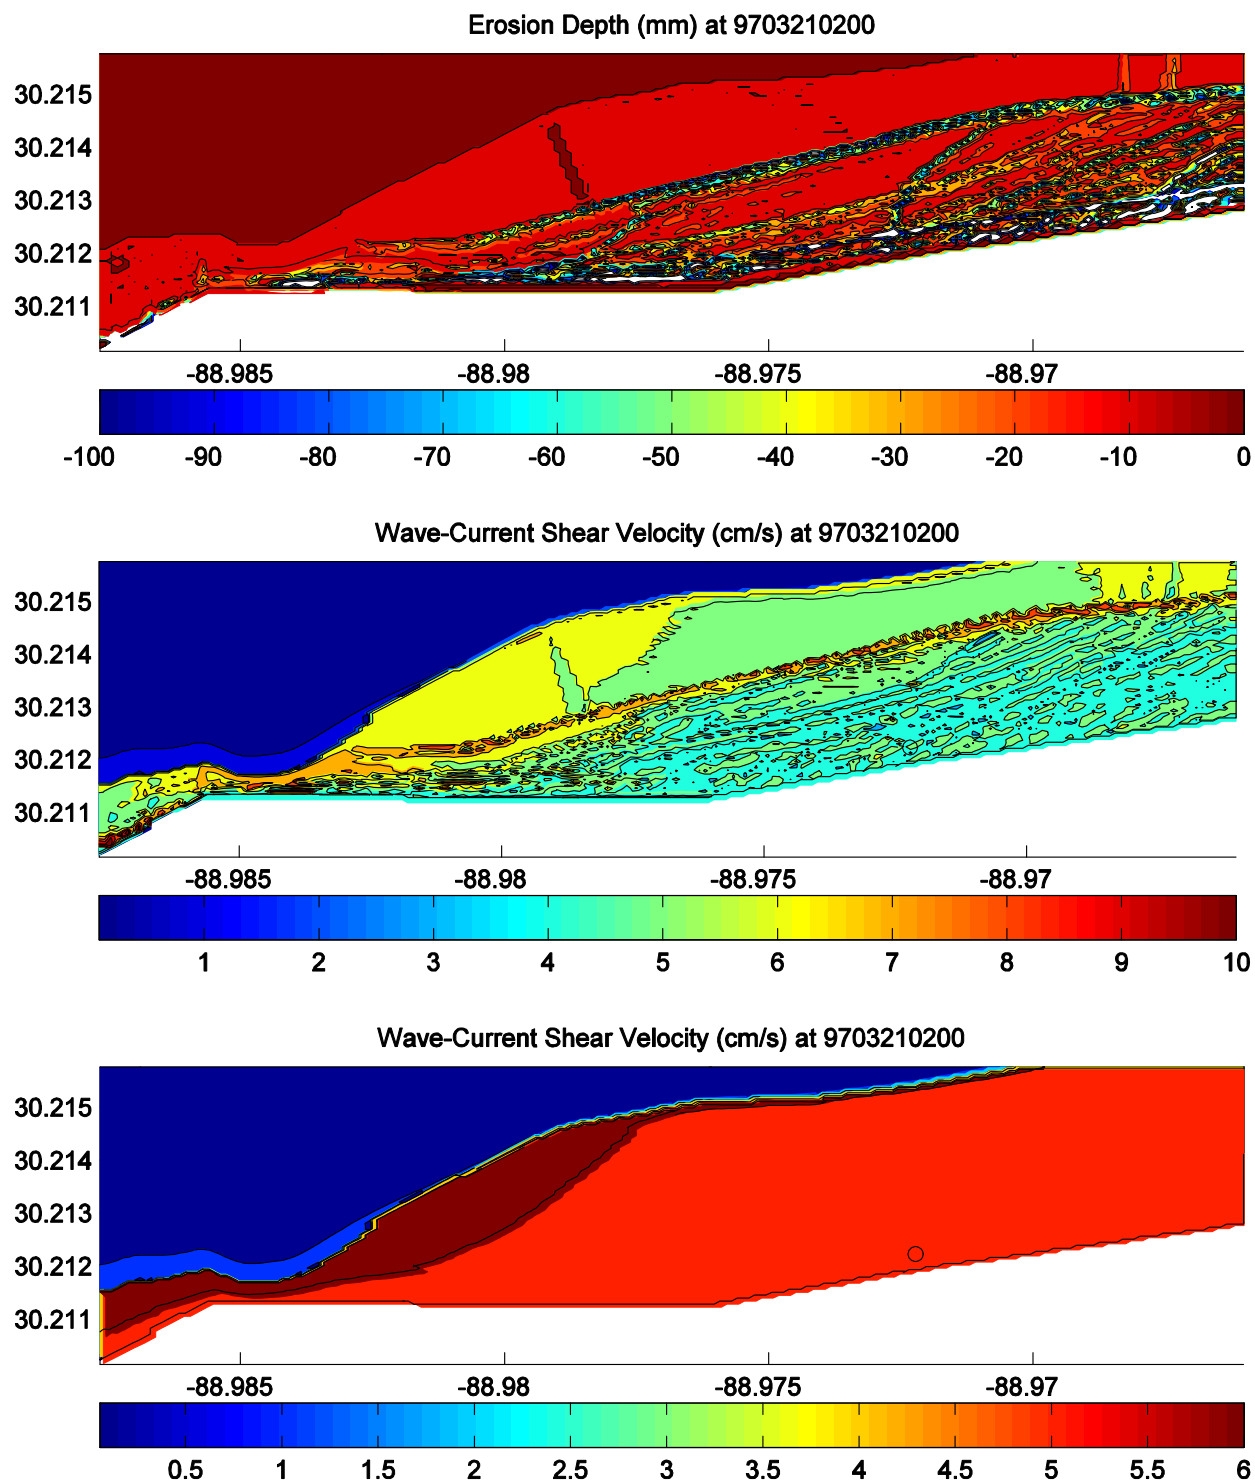 Erosion Depth (mm) at 9703210200
30.215
30.214
30.213
30.212
30.211
-88.985 -88.98 -88.975 -88.97
-100 -90 -80 -70 -60 -50 -40 -30 -20 -10 0
Wave-Current Shear Velocity (cm/s) at 9703210200
30.215
30.214
30.213
30.212
30.211
-88.985 -88.98 -88.975 -88.97
1 2 3 4 5 6 7 8 9 10
Wave-Current Shear Velocity (cm/s) at 9703210200
30.215
30.214
30.213
30.212
30.211
-88.985 -88.98 -88.975 -88.97
0.5 1 1.5 2 2.5 3 3.5 4 4.5 5 5.5 6